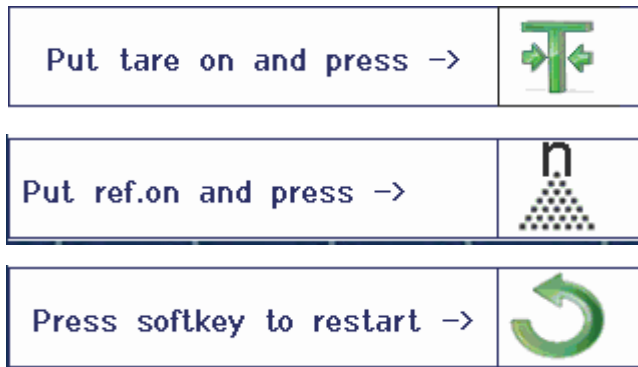 Put tare on and press ->
T
n
Put ref.on and press ->
Press softkey to restart ->